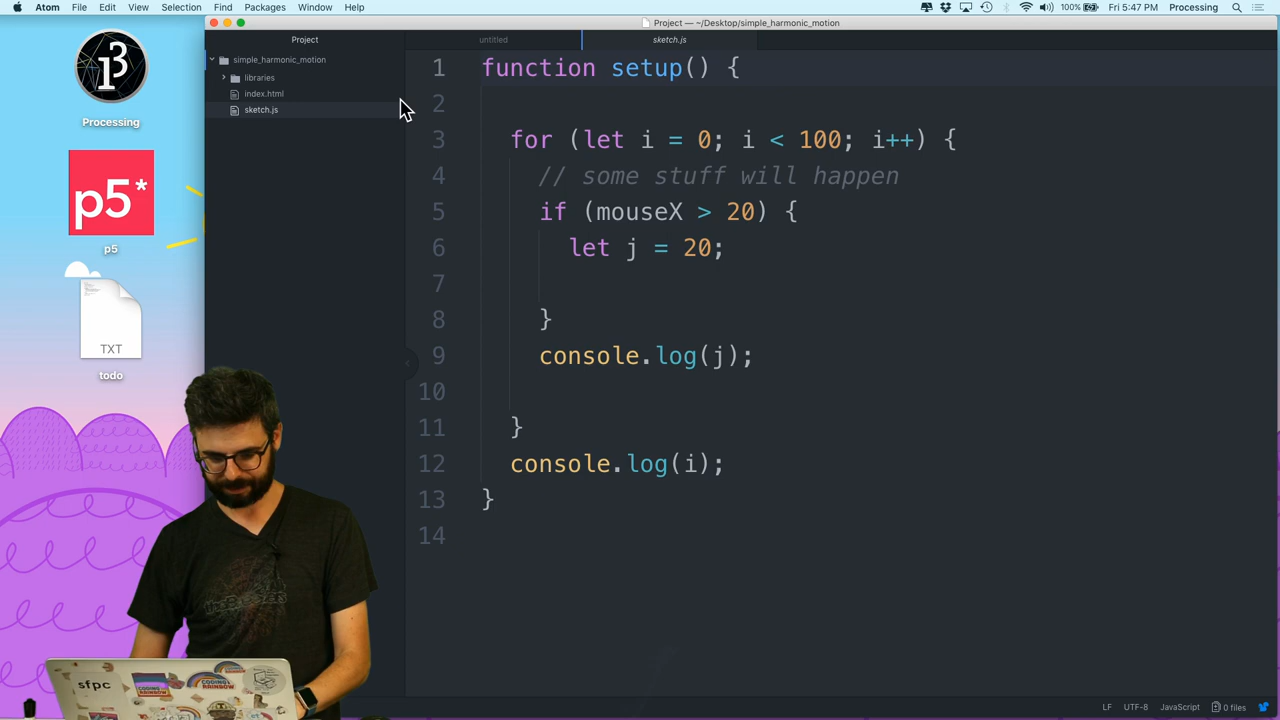 Atom File Edit View Selection Find Packages Window Help 100% Fri 5:47 PM Processing
Project — ~/Desktop/simple_harmonic_motion
Project
untitled
sketch.js
simple_harmonic_motion
libraries
index.html
sketch.js
Processing
p5*
p5
TXT
todo
1 function setup() {
2
3 for (let i = 0; i < 100; i++) {
4 // some stuff will happen
5 if (mouseX > 20) {
6 let j = 20;
7
8 }
9 console.log(j);
10
11 }
12 console.log(i);
13 }
14
sfpc
CODING RAINBOW
LF UTF-8 JavaScript 0 files